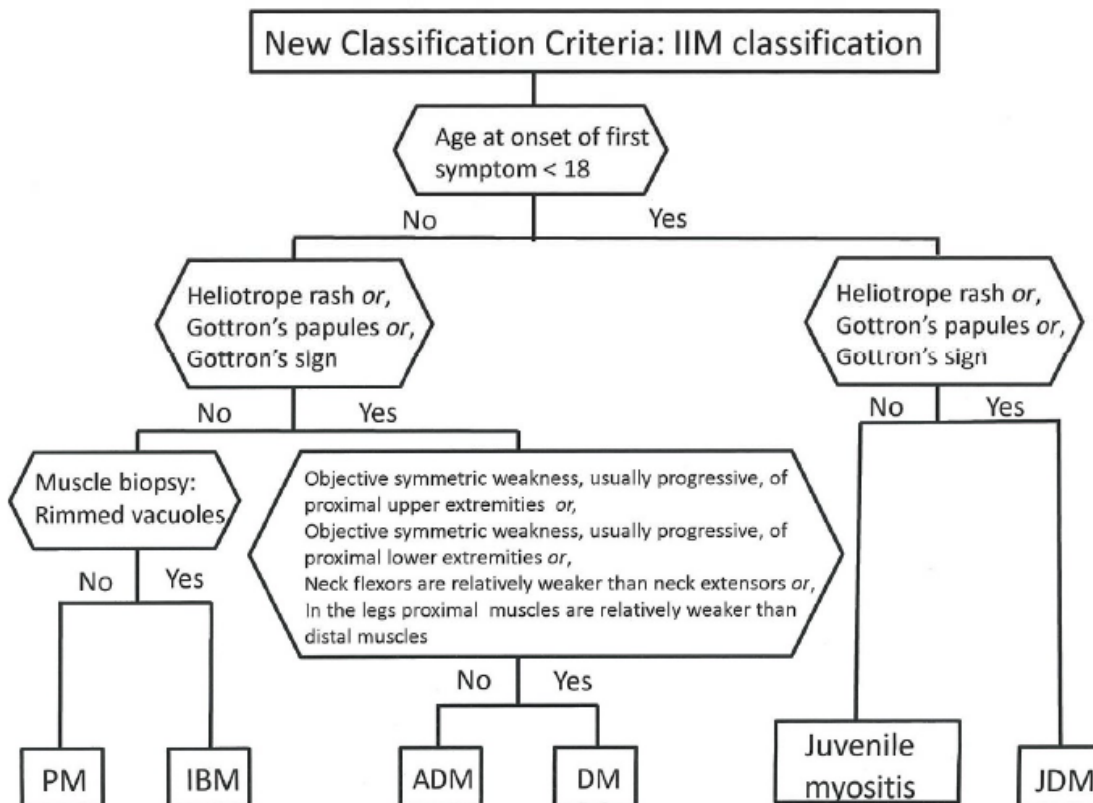 New Classification Criteria: IIM classification
Age at onset of first
symptom < 18
No
Yes
Heliotrope rash or,
Gottron's papules or,
Gottron's sign
Heliotrope rash or,
Gottron's papules or,
Gottron's sign
No
Yes
No
Yes
Muscle biopsy:
Rimmed vacuoles
Objective symmetric weakness, usually progressive, of
proximal upper extremities or,
Objective symmetric weakness, usually progressive, of
proximal lower extremities or,
Neck flexors are relatively weaker than neck extensors or,
In the legs proximal muscles are relatively weaker than
distal muscles
No
Yes
No
Yes
PM
IBM
ADM
DM
Juvenile
myositis
JDM